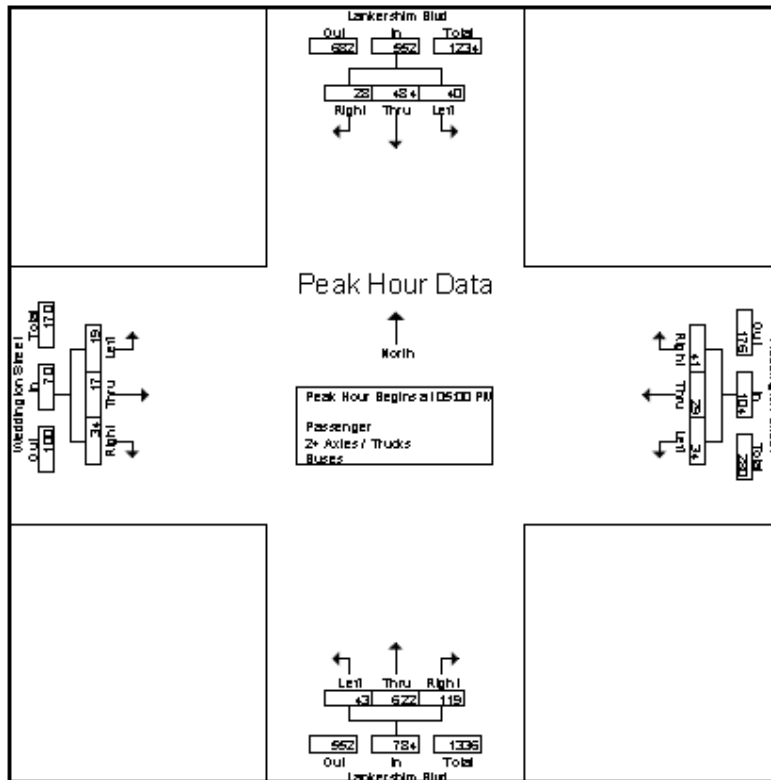 Lankershim Blvd
Out In Total
682 552 1234
28 484 40
Right Thru Left
Peak Hour Data
North
Peak Hour Begins at 05:00 PM
Passenger
2+ Axles / Trucks
Buses
Weddington Street
Out In Total
100 70 170
34 17 19
Right Thru Left
Right Thru Left
41 29 34
176 104 280
Out In Total
Left Thru Right
43 622 119
552 784 1336
Out In Total
Lankershim Blvd